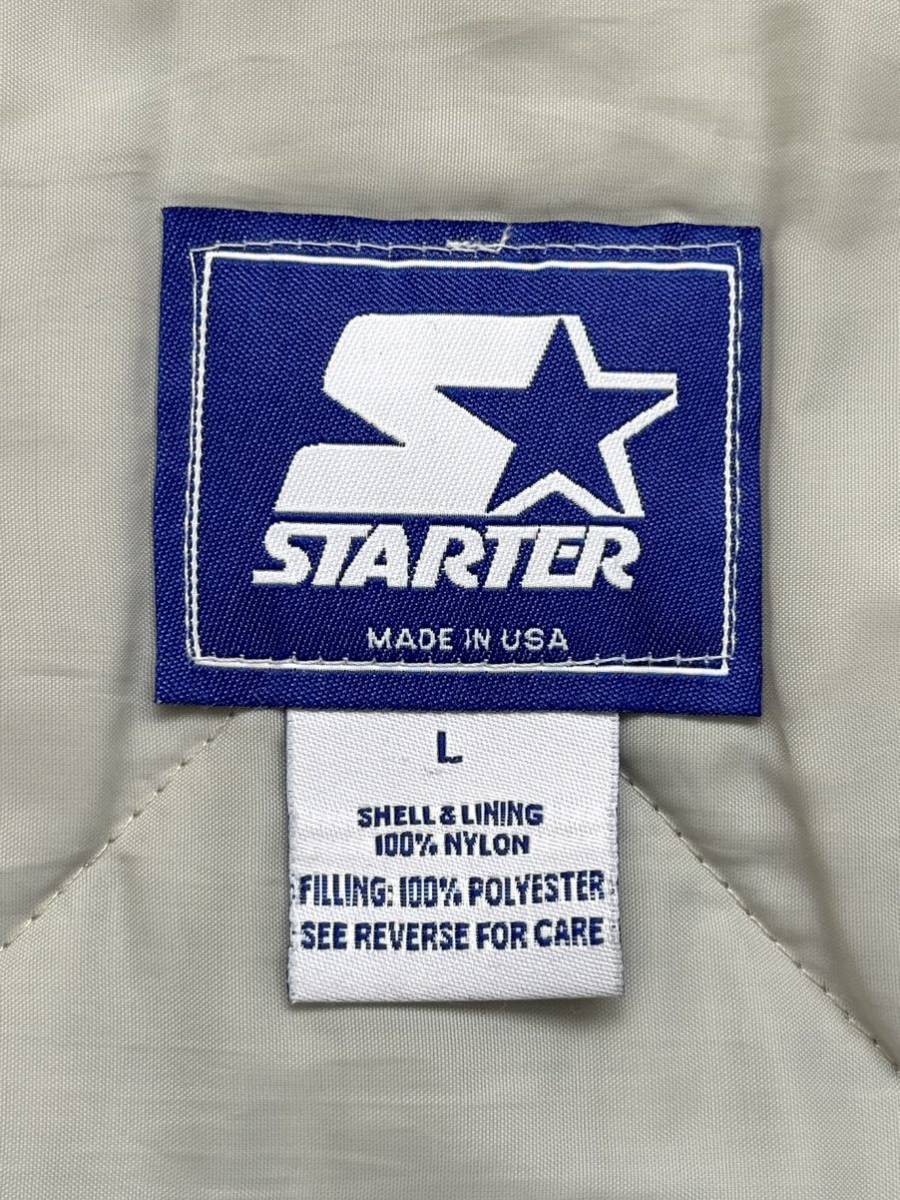 STARTER
MADE IN USA
L
SHELL & LINING
100% NYLON
FILLING: 100% POLYESTER
SEE REVERSE FOR CARE